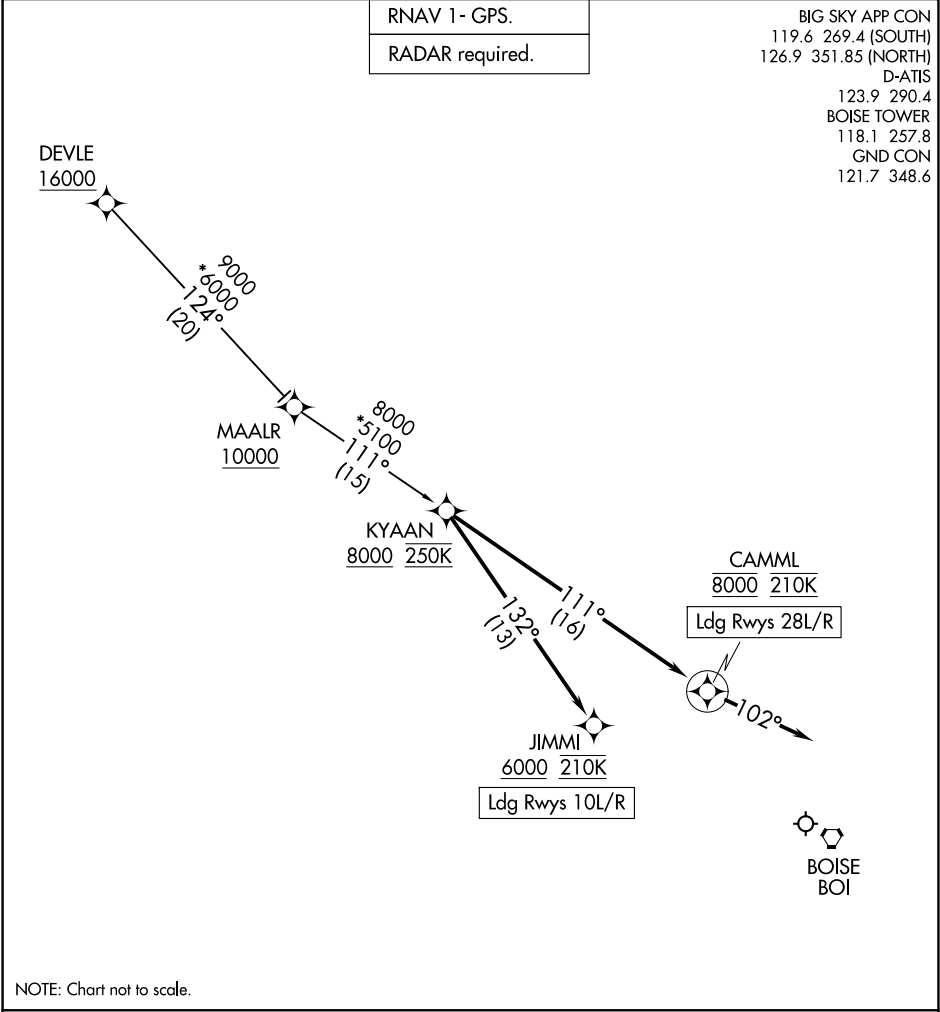 RNAV 1- GPS.
RADAR required.
BIG SKY APP CON
119.6 269.4 (SOUTH)
126.9 351.85 (NORTH)
D-ATIS
123.9 290.4
BOISE TOWER
118.1 257.8
GND CON
121.7 348.6
DEVLE
16000
9000
*6000
124°
(20)
MAALR
10000
8000
*5100
111°
(15)
KYAAN
8000 250K
111°
(16)
132°
(13)
CAMML
8000 210K
Ldg Rwys 28L/R
102°
JIMMI
6000 210K
Ldg Rwys 10L/R
BOISE
BOI
NOTE: Chart not to scale.